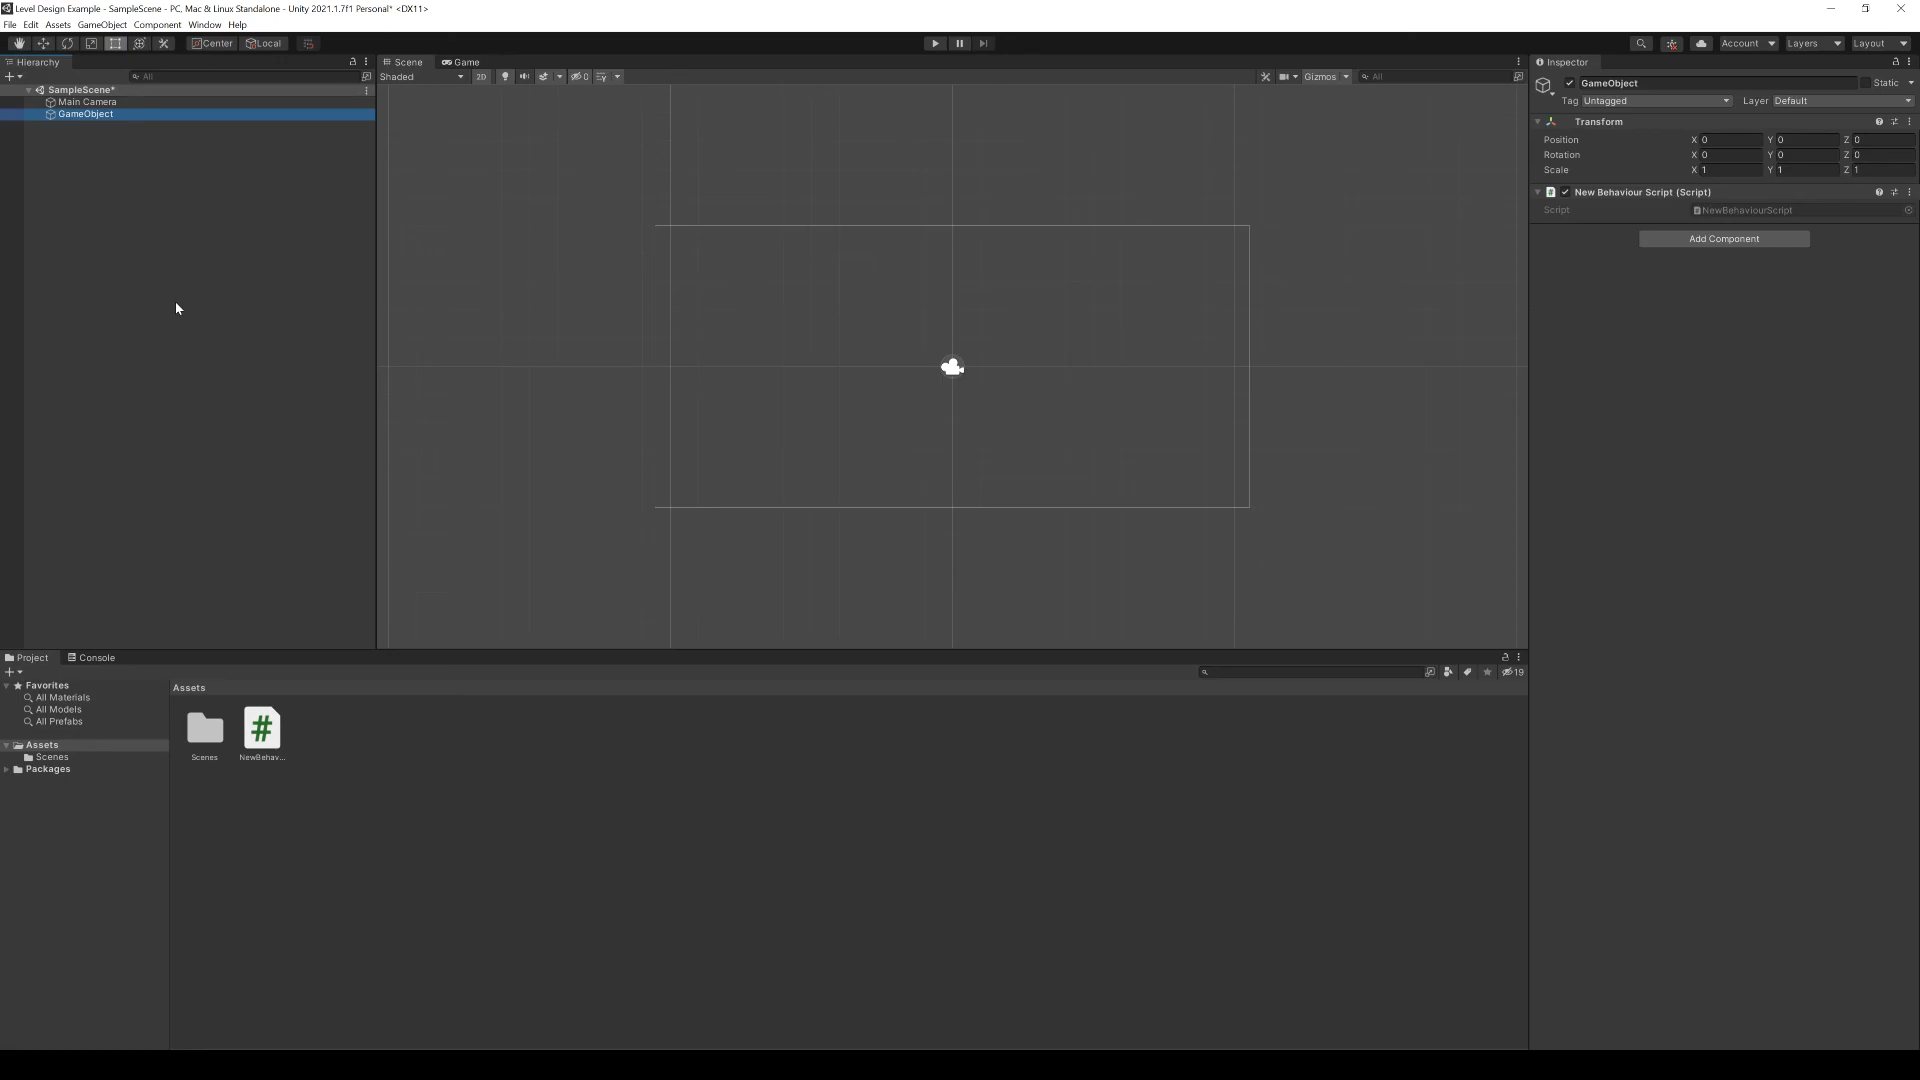 Level Design Example - SampleScene - PC, Mac & Linux Standalone - Unity 2021.1.7f1 Personal* <DX11>
File Edit Assets GameObject Component Window Help
Center Local
Account Layers Layout
Hierarchy
All
SampleScene*
Main Camera
GameObject
Scene Game
Shaded 2D 0 Gizmos All
Inspector
GameObject Static
Tag Untagged Layer Default
Transform
Position X 0 Y 0 Z 0
Rotation X 0 Y 0 Z 0
Scale X 1 Y 1 Z 1
# New Behaviour Script (Script)
Script NewBehaviourScript
Add Component
Project Console
19
Favorites
All Materials
All Models
All Prefabs
Assets
Scenes
Packages
Assets
#
Scenes NewBehav...